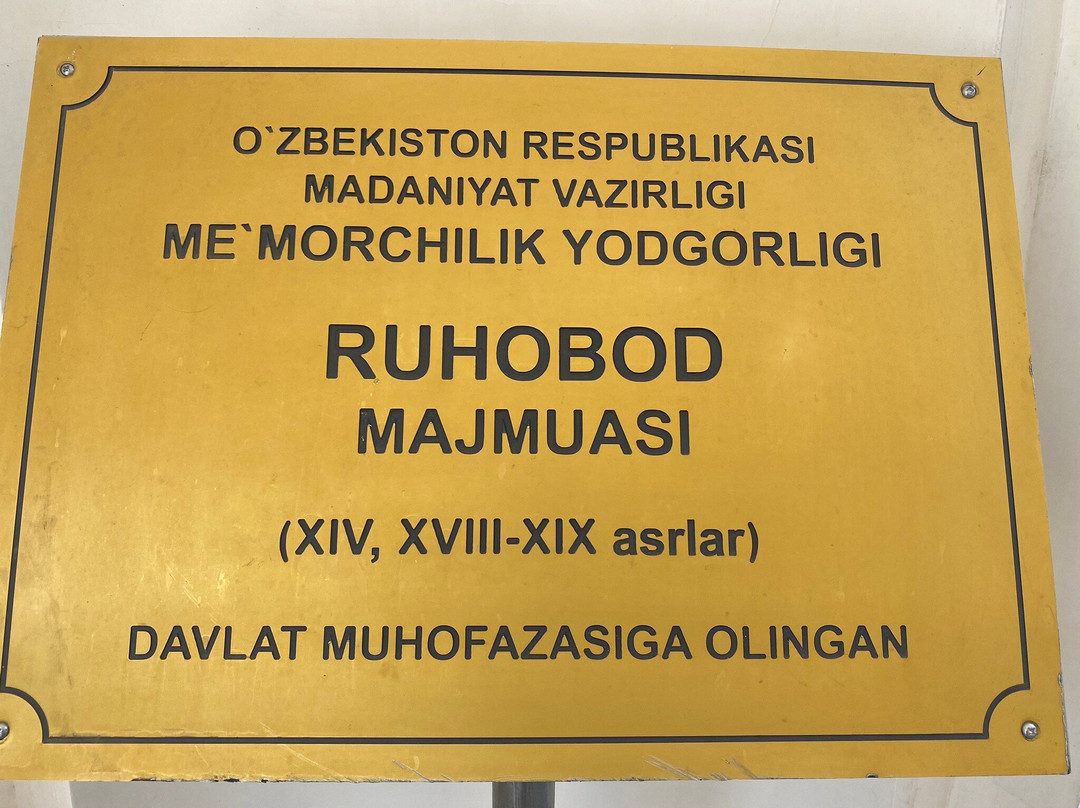 O`ZBEKISTON RESPUBLIKASI
MADANIYAT VAZIRLIGI
ME`MORCHILIK YODGORLIGI
RUHOBOD
MAJMUASI
(XIV, XVIII-XIX asrlar)
DAVLAT MUHOFAZASIGA OLINGAN